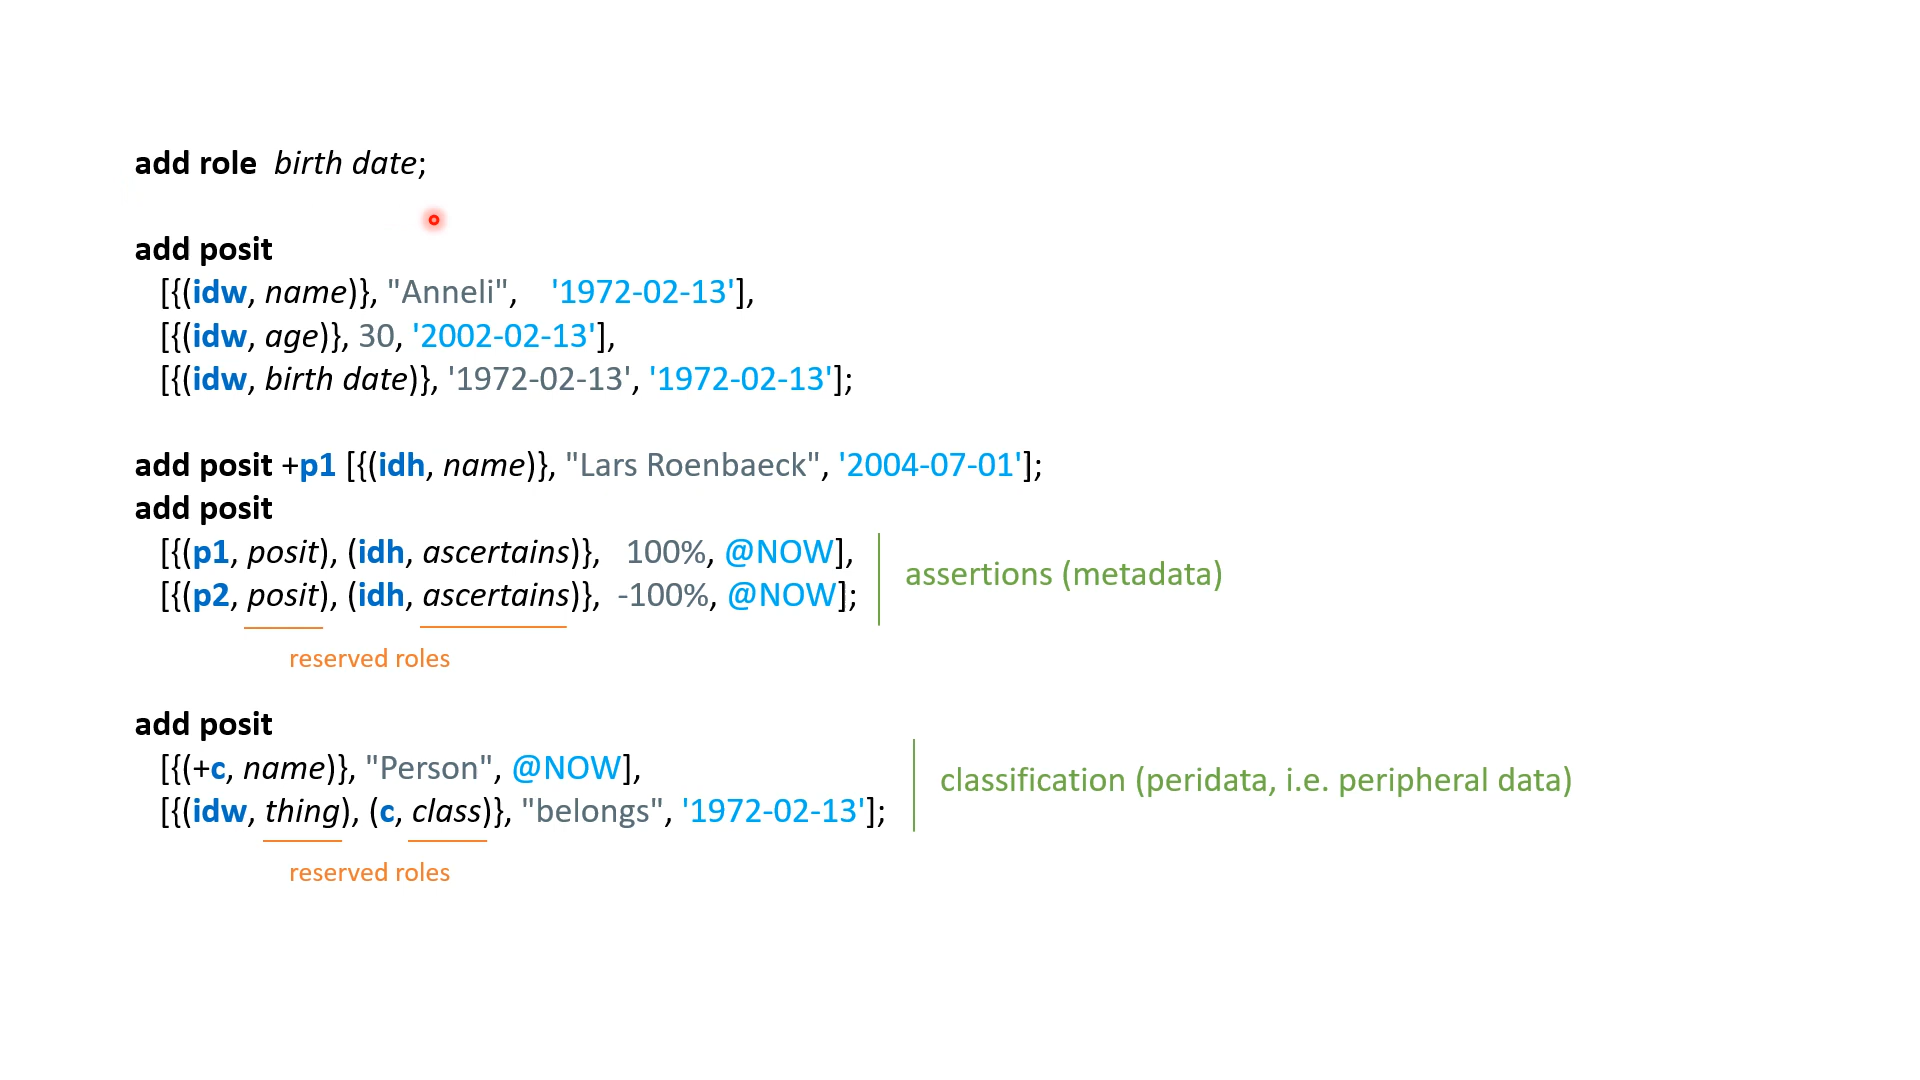 add role birth date;
add posit
[{(idw, name)}, "Anneli", '1972-02-13'],
[{(idw, age)}, 30, '2002-02-13'],
[{(idw, birth date)}, '1972-02-13', '1972-02-13'];
add posit +p1 [{(idh, name)}, "Lars Roenbaeck", '2004-07-01'];
add posit
[{(p1, posit), (idh, ascertains)}, 100%, @NOW],
[{(p2, posit), (idh, ascertains)}, -100%, @NOW];
assertions (metadata)
reserved roles
add posit
[{(+c, name)}, "Person", @NOW],
[{(idw, thing), (c, class)}, "belongs", '1972-02-13'];
classification (peridata, i.e. peripheral data)
reserved roles